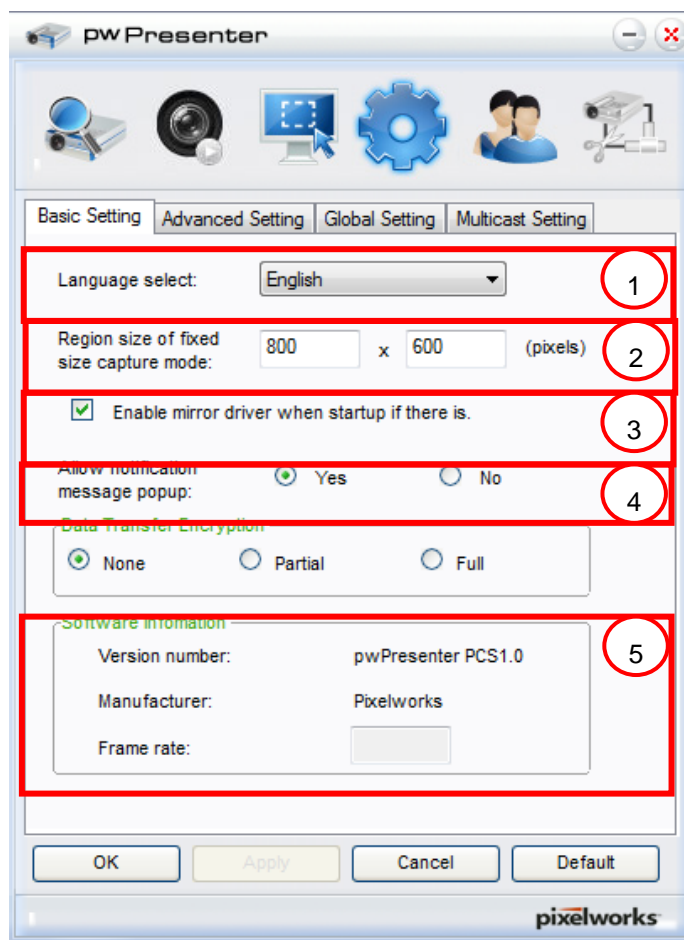 pwPresenter
Basic Setting Advanced Setting Global Setting Multicast Setting
Language select: English 1
Region size of fixed size capture mode: 800 x 600 (pixels) 2
Enable mirror driver when startup if there is. 3
Allow notification message popup: Yes No 4
Data Transfer Encryption
None Partial Full
Software Infomation
Version number: pwPresenter PCS1.0 5
Manufacturer: Pixelworks
Frame rate:
OK Apply Cancel Default
pixelworks